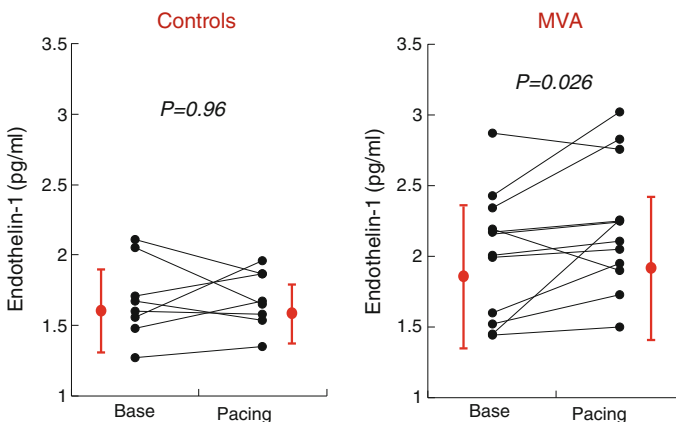 Controls
3.5
3
2.5
2
1.5
1
Endothelin-1 (pg/ml)
P=0.96
Base
Pacing
MVA
3.5
3
2.5
2
1.5
1
Endothelin-1 (pg/ml)
P=0.026
Base
Pacing